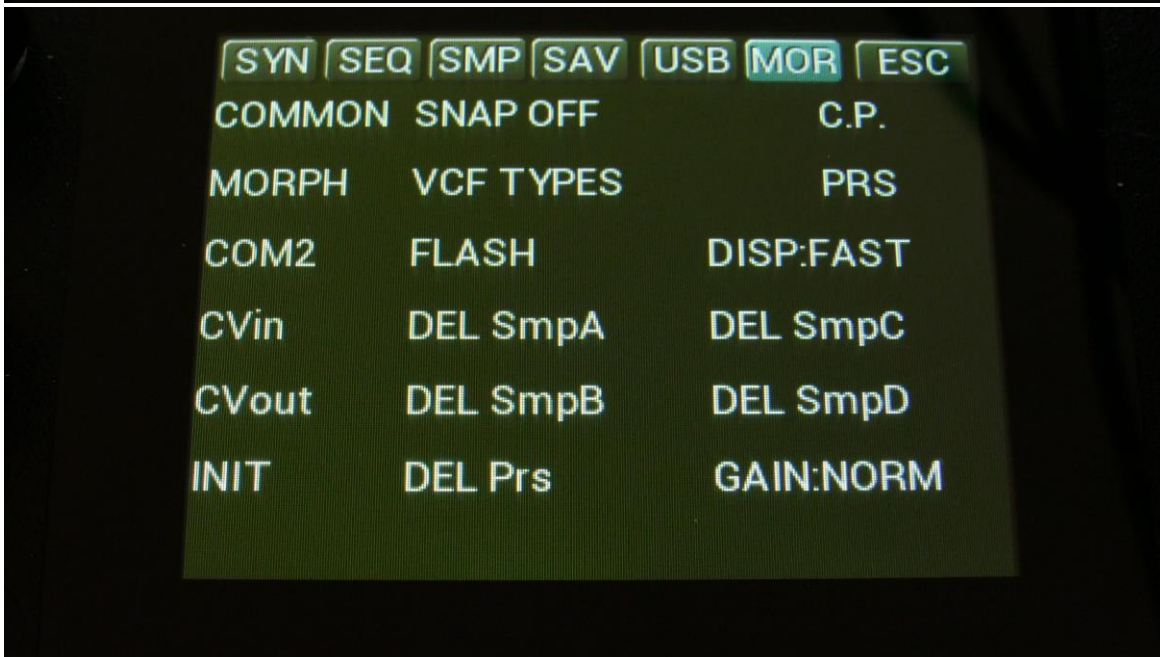 SYN SEQ SMP SAV USB MOR ESC
COMMON SNAP OFF C.P.
MORPH VCF TYPES PRS
COM2 FLASH DISP:FAST
CVin DEL SmpA DEL SmpC
CVout DEL SmpB DEL SmpD
INIT DEL Prs GAIN:NORM